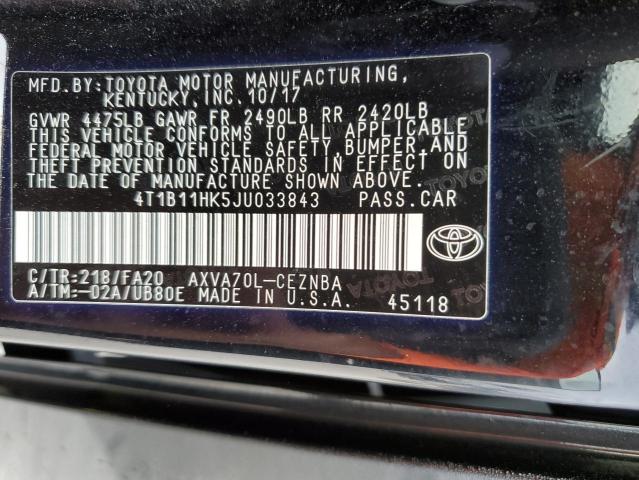 MFD.BY:TOYOTA MOTOR MANUFACTURING,
KENTUCKY,INC.10/17
GVWR 4475LB GAWR FR 2490LB RR 2420LB
THIS VEHICLE CONFORMS TO ALL APPLICABLE
FEDERAL MOTOR VEHICLE SAFETY,BUMPER,AND
THEFT PREVENTION STANDARDS IN EFFECT ON
THE DATE OF MANUFACTURE SHOWN ABOVE.
4T1B11HK5JU033843 PASS.CAR
C/TR:218/FA20 AXVA70L-CEZNBA
A/TM:-02A/UB80E MADE IN U.S.A. 45118